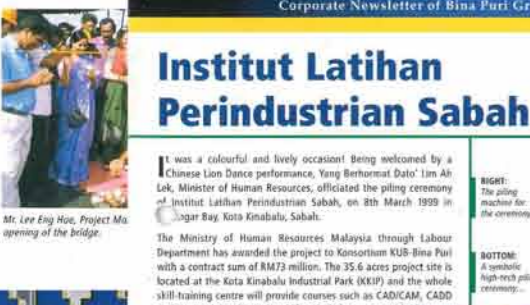 Corporate Newsletter of Bina Puri Gr
Institut Latihan
Perindustrian Sabah
Mr. Lee Eng Hoe, Project Ma
opening of the bridge.
It was a colourful and lively occasion! Being welcomed by a
Chinese Lion Dance performance, Yang Berhormat Dato' Lim Ah
Lek, Minister of Human Resources, officiated the piling ceremony
of Institut Latihan Perindustrian Sabah, on 8th March 1999 in
gar Bay, Kota Kinabalu, Sabah.
The Ministry of Human Resources Malaysia through Labour
Department has awarded the project to Konsortium KUB-Bina Puri
with a contract sum of RM73 million. The 35.6 acres project site is
located at the Kota Kinabalu Industrial Park (KKIP) and the whole
skill-training centre will provide courses such as CAD/CAM, CADD
RIGHT:
The piling
machine for
the ceremony
BOTTOM:
A symbolic
high-tech pili
ceremony...